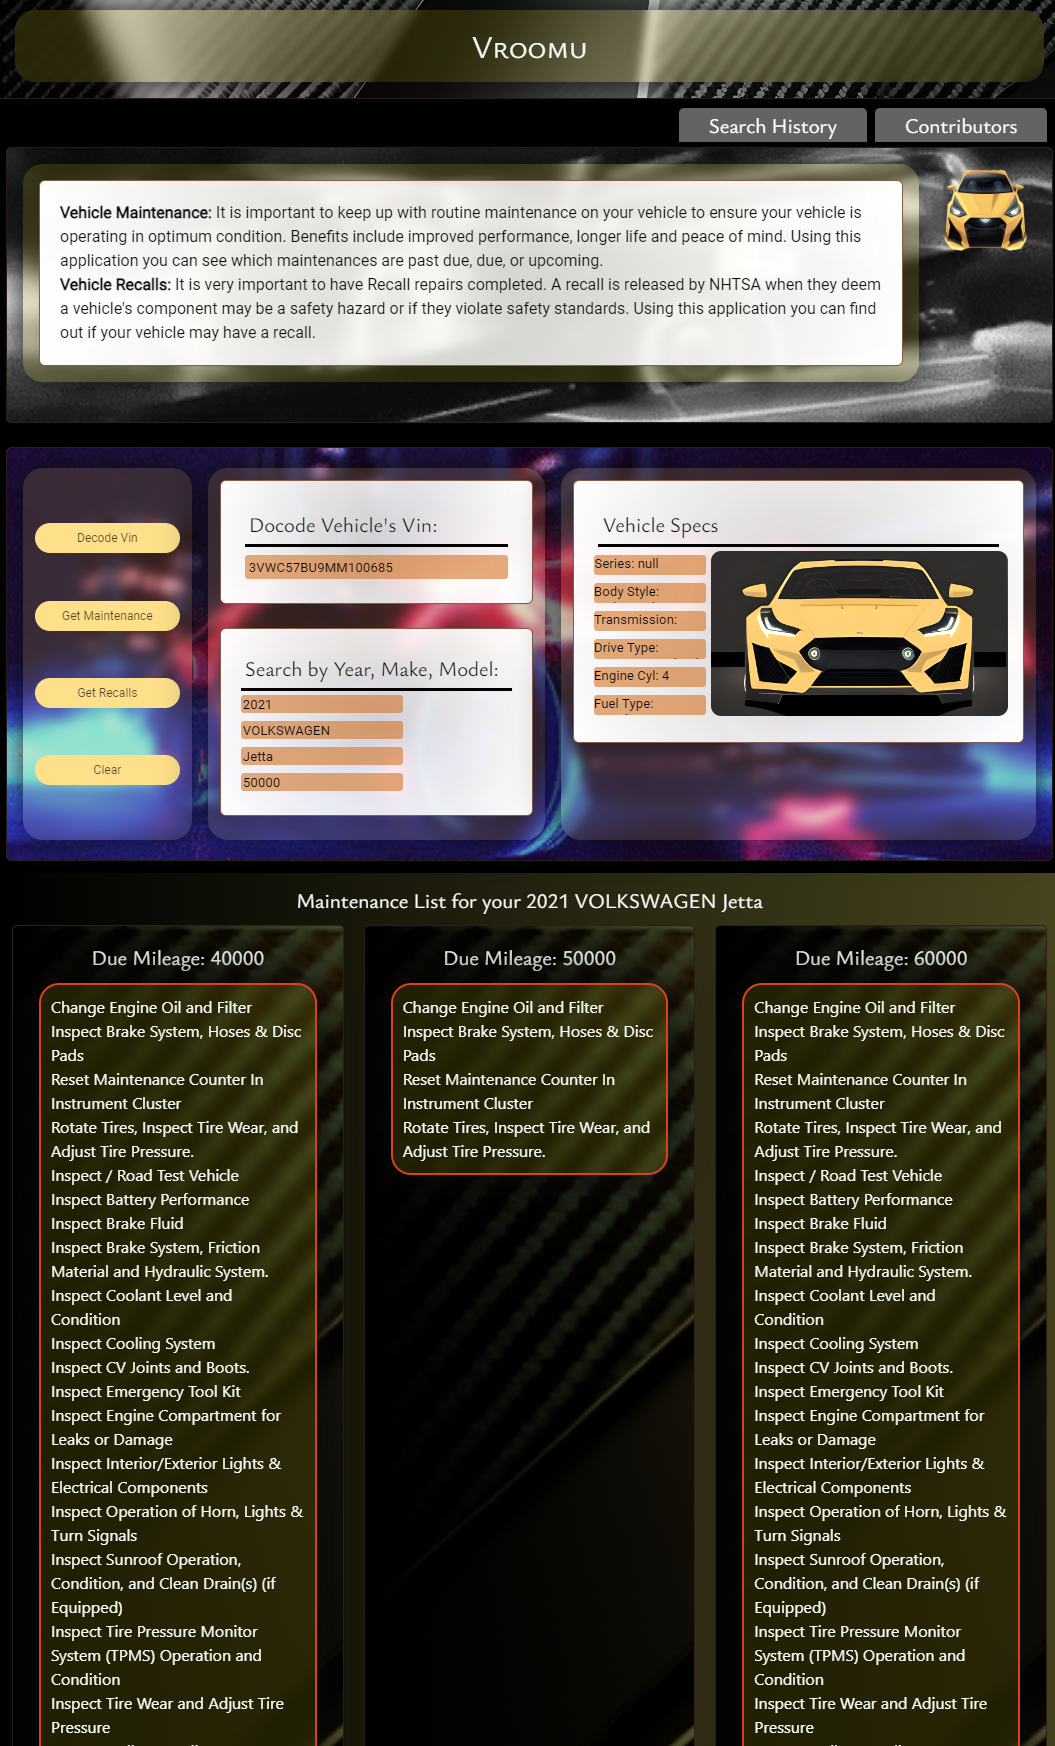 Vroomu
Search History
Contributors
Vehicle Maintenance: It is important to keep up with routine maintenance on your vehicle to ensure your vehicle is
operating in optimum condition. Benefits include improved performance, longer life and peace of mind. Using this
application you can see which maintenances are past due, due, or upcoming.
Vehicle Recalls: It is very important to have Recall repairs completed. A recall is released by NHTSA when they deem
a vehicle's component may be a safety hazard or if they violate safety standards. Using this application you can find
out if your vehicle may have a recall.
Decode Vin
Get Maintenance
Get Recalls
Clear
Docode Vehicle's Vin:
3VWC57BU9MM100685
Search by Year, Make, Model:
2021
VOLKSWAGEN
Jetta
50000
Vehicle Specs
Series: null
Body Style:
Transmission:
Drive Type:
Engine Cyl: 4
Fuel Type:
Maintenance List for your 2021 VOLKSWAGEN Jetta
Due Mileage: 40000
Change Engine Oil and Filter
Inspect Brake System, Hoses & Disc
Pads
Reset Maintenance Counter In
Instrument Cluster
Rotate Tires, Inspect Tire Wear, and
Adjust Tire Pressure.
Inspect / Road Test Vehicle
Inspect Battery Performance
Inspect Brake Fluid
Inspect Brake System, Friction
Material and Hydraulic System.
Inspect Coolant Level and
Condition
Inspect Cooling System
Inspect CV Joints and Boots.
Inspect Emergency Tool Kit
Inspect Engine Compartment for
Leaks or Damage
Inspect Interior/Exterior Lights &
Electrical Components
Inspect Operation of Horn, Lights &
Turn Signals
Inspect Sunroof Operation,
Condition, and Clean Drain(s) (if
Equipped)
Inspect Tire Pressure Monitor
System (TPMS) Operation and
Condition
Inspect Tire Wear and Adjust Tire
Pressure
Due Mileage: 50000
Change Engine Oil and Filter
Inspect Brake System, Hoses & Disc
Pads
Reset Maintenance Counter In
Instrument Cluster
Rotate Tires, Inspect Tire Wear, and
Adjust Tire Pressure.
Due Mileage: 60000
Change Engine Oil and Filter
Inspect Brake System, Hoses & Disc
Pads
Reset Maintenance Counter In
Instrument Cluster
Rotate Tires, Inspect Tire Wear, and
Adjust Tire Pressure.
Inspect / Road Test Vehicle
Inspect Battery Performance
Inspect Brake Fluid
Inspect Brake System, Friction
Material and Hydraulic System.
Inspect Coolant Level and
Condition
Inspect Cooling System
Inspect CV Joints and Boots.
Inspect Emergency Tool Kit
Inspect Engine Compartment for
Leaks or Damage
Inspect Interior/Exterior Lights &
Electrical Components
Inspect Operation of Horn, Lights &
Turn Signals
Inspect Sunroof Operation,
Condition, and Clean Drain(s) (if
Equipped)
Inspect Tire Pressure Monitor
System (TPMS) Operation and
Condition
Inspect Tire Wear and Adjust Tire
Pressure